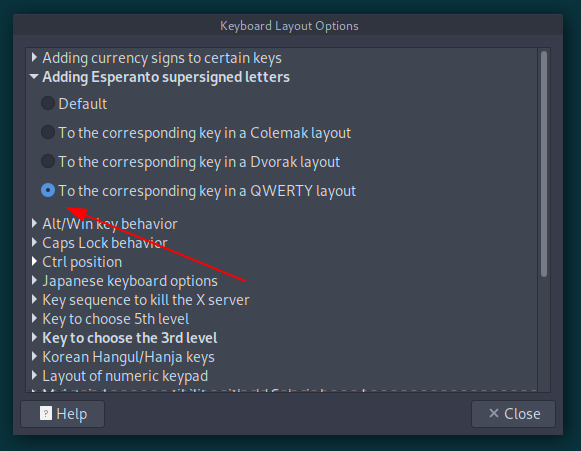 Keyboard Layout Options
Adding currency signs to certain keys
Adding Esperanto supersigned letters
Default
To the corresponding key in a Colemak layout
To the corresponding key in a Dvorak layout
To the corresponding key in a QWERTY layout
Alt/Win key behavior
Caps Lock behavior
Ctrl position
Japanese keyboard options
Key sequence to kill the X server
Key to choose 5th level
Key to choose the 3rd level
Korean Hangul/Hanja keys
Layout of numeric keypad
Help
Close